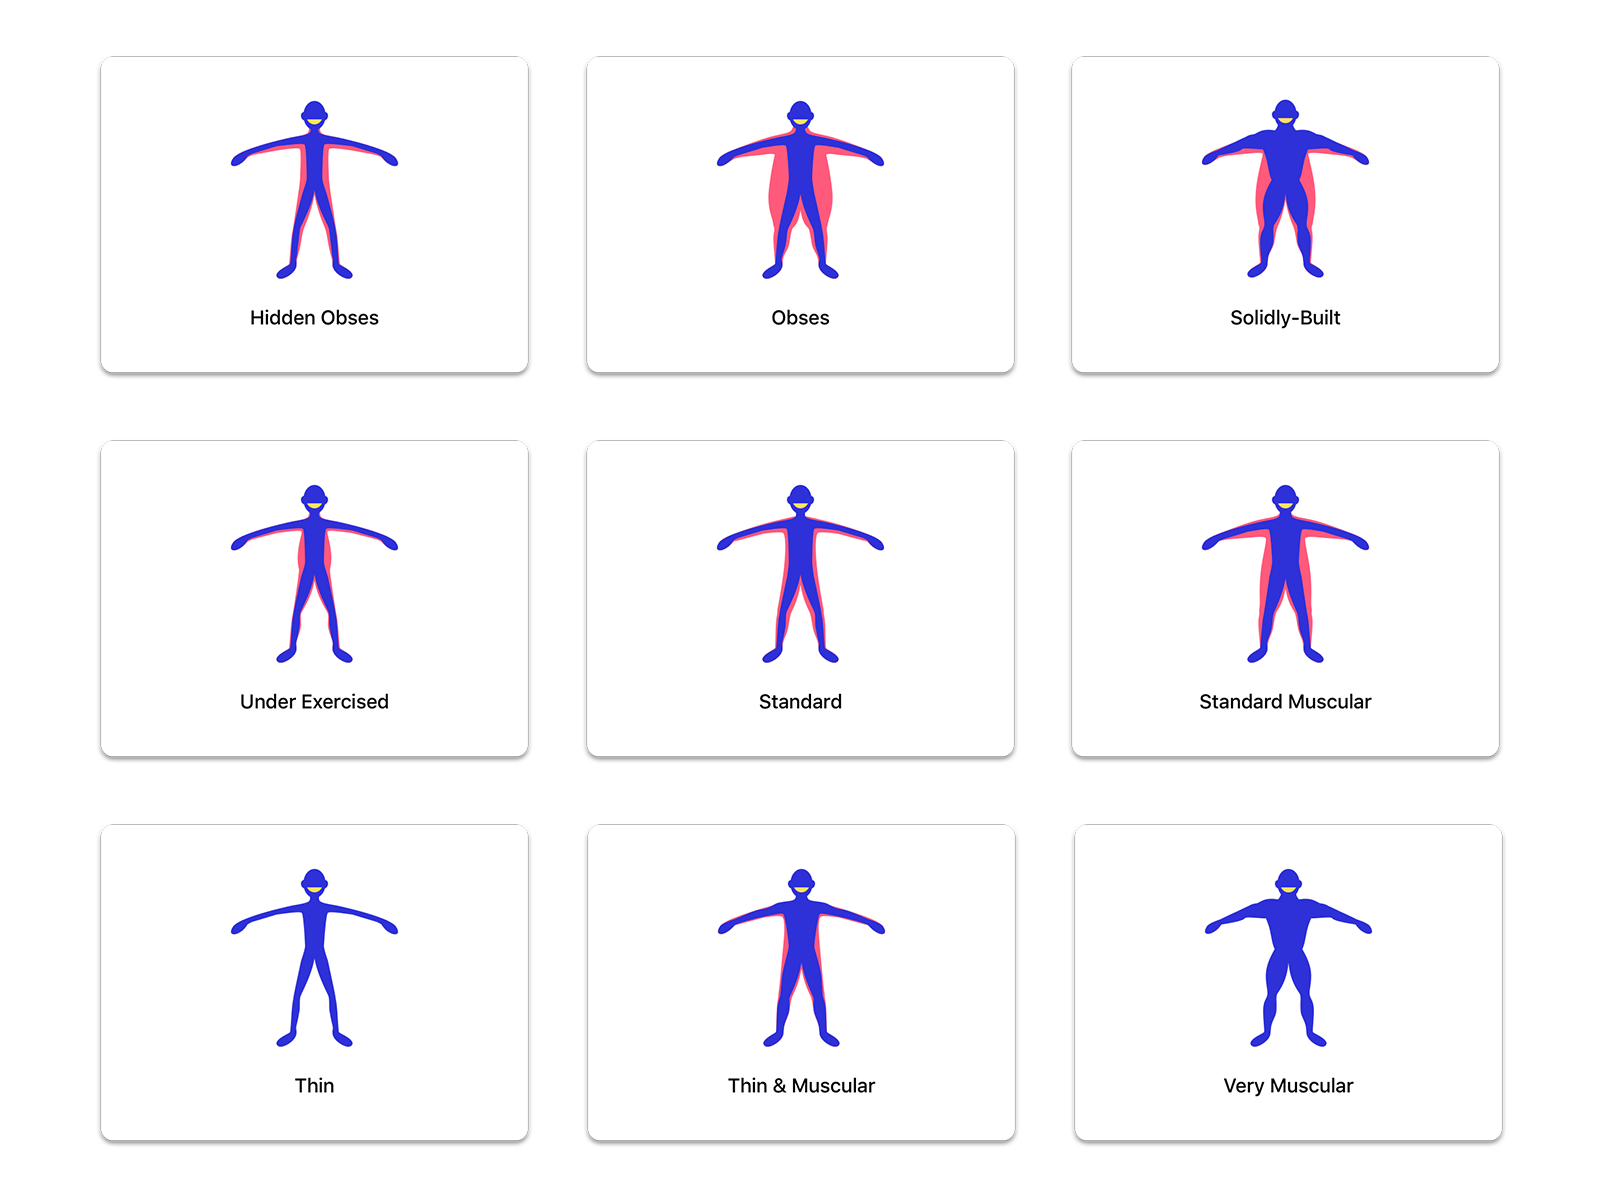 Hidden Obses
Obses
Solidly-Built
Under Exercised
Standard
Standard Muscular
Thin
Thin & Muscular
Very Muscular